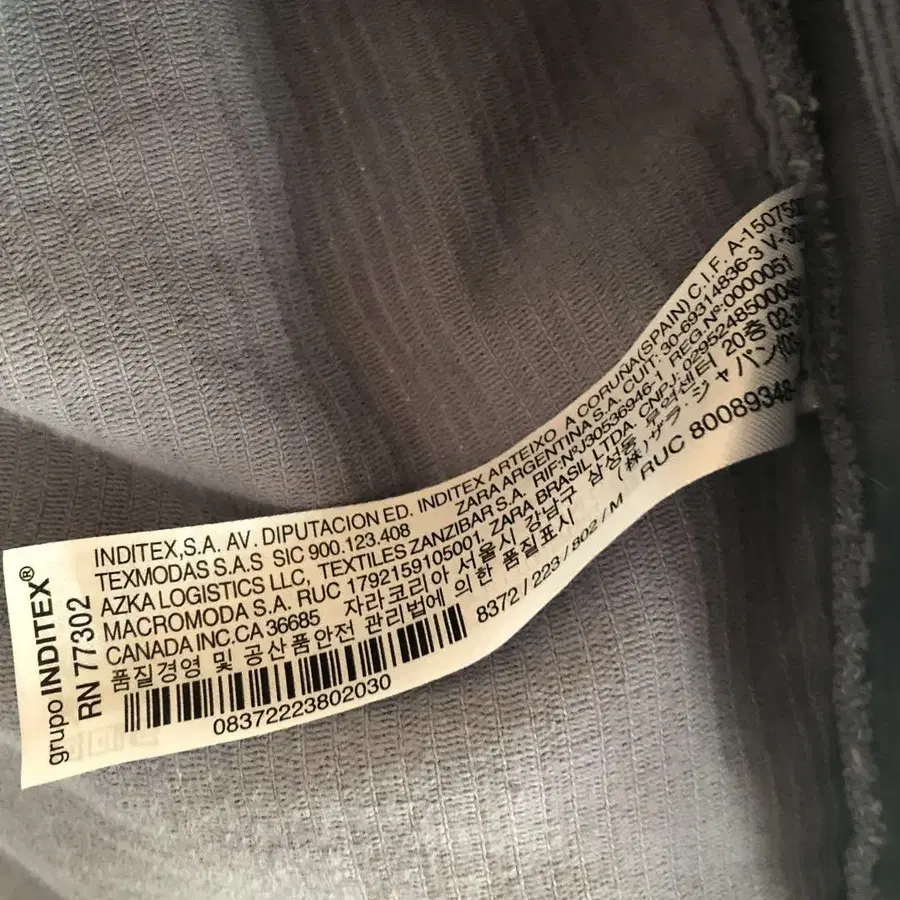 grupo INDITEX®
RN 77302
INDITEX,S.A. AV. DIPUTACION ED. INDITEX ARTEIXO A CORUÑA(SPAIN) C.I.F. A-150750
TEXMODAS S.A.S SIC 900.123.408 ZARA ARGENTINA S.A. CUIT: 30-69314836-3 V-30
AZKA LOGISTICS LLC, TEXTILES ZANZIBAR S.A. RIF:NºJ30536946-1 REG.Nº:0000051
MACROMODA S.A. RUC 1792159105001, ZARA BRASIL LTDA. CNPJ: 02952485000
CANADA INC.CA 36685 자라코리아 서울시 강남구 삼성동 무역센터 20층 02-
품질경영 및 공산품안전 관리법에 의한 품질표시 (株)ザラ・ジャパン
08372223802030
8372 / 223 / 802 / M RUC 80089348